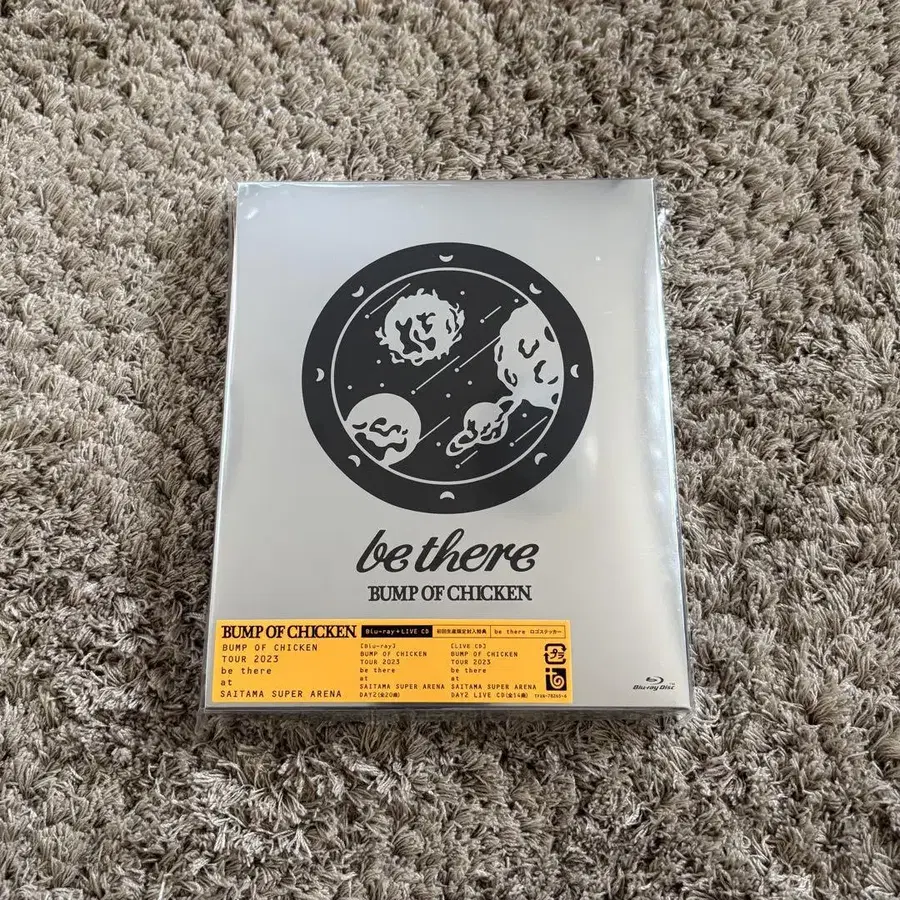 be there
BUMP OF CHICKEN
BUMP OF CHICKEN
Blu-ray + LIVE CD
初回生産限定封入特典
be there ロゴステッカー
BUMP OF CHICKEN
TOUR 2023
be there
at
SAITAMA SUPER ARENA
[Blu-ray]
BUMP OF CHICKEN
TOUR 2023
be there
at
SAITAMA SUPER ARENA
DAY2(全20曲)
[LIVE CD]
BUMP OF CHICKEN
TOUR 2023
be there
at
SAITAMA SUPER ARENA
DAY2 LIVE CD(全14曲)
プラ
Blu-ray Disc